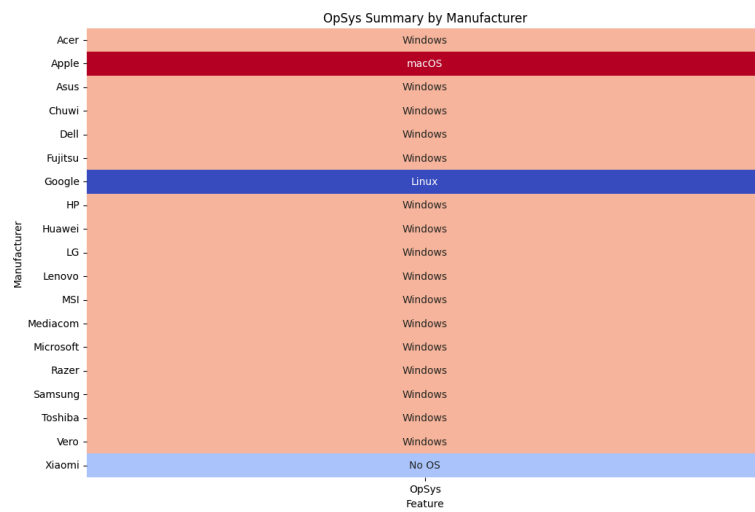 OpSys Summary by Manufacturer
Manufacturer
Acer Windows
Apple macOS
Asus Windows
Chuwi Windows
Dell Windows
Fujitsu Windows
Google Linux
HP Windows
Huawei Windows
LG Windows
Lenovo Windows
MSI Windows
Mediacom Windows
Microsoft Windows
Razer Windows
Samsung Windows
Toshiba Windows
Vero Windows
Xiaomi No OS
OpSys
Feature